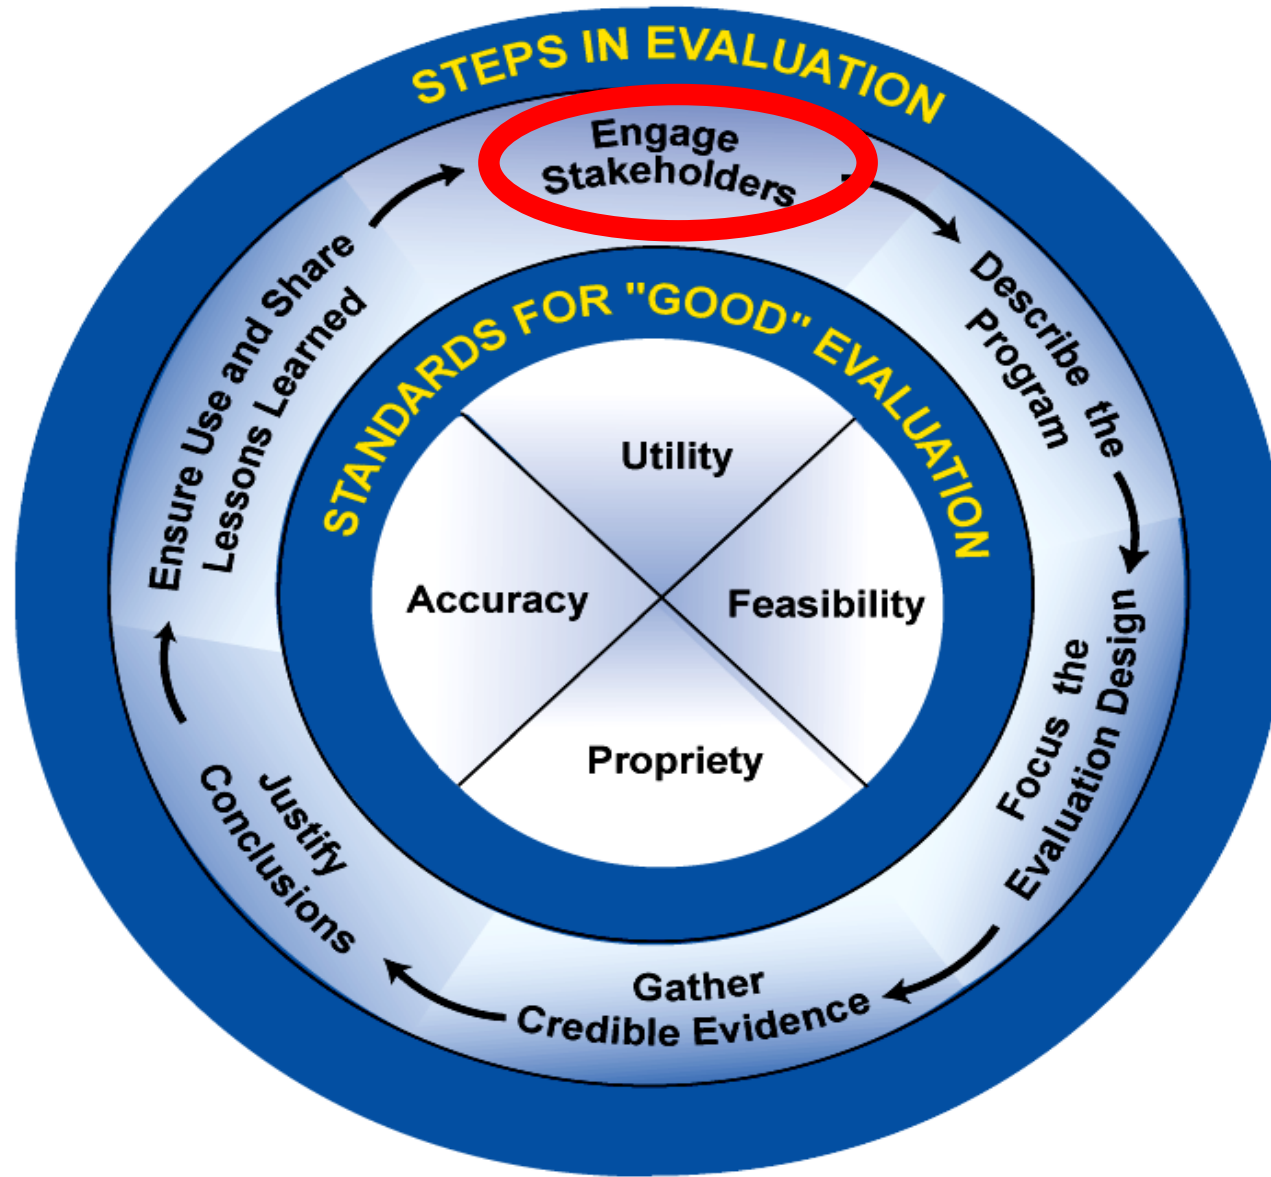 STEPS IN EVALUATION
Engage
Stakeholders
Describe the
Program
Focus the
Evaluation Design
Gather
Credible Evidence
Justify
Conclusions
Ensure Use and Share
Lessons Learned
STANDARDS FOR "GOOD" EVALUATION
Utility
Feasibility
Propriety
Accuracy